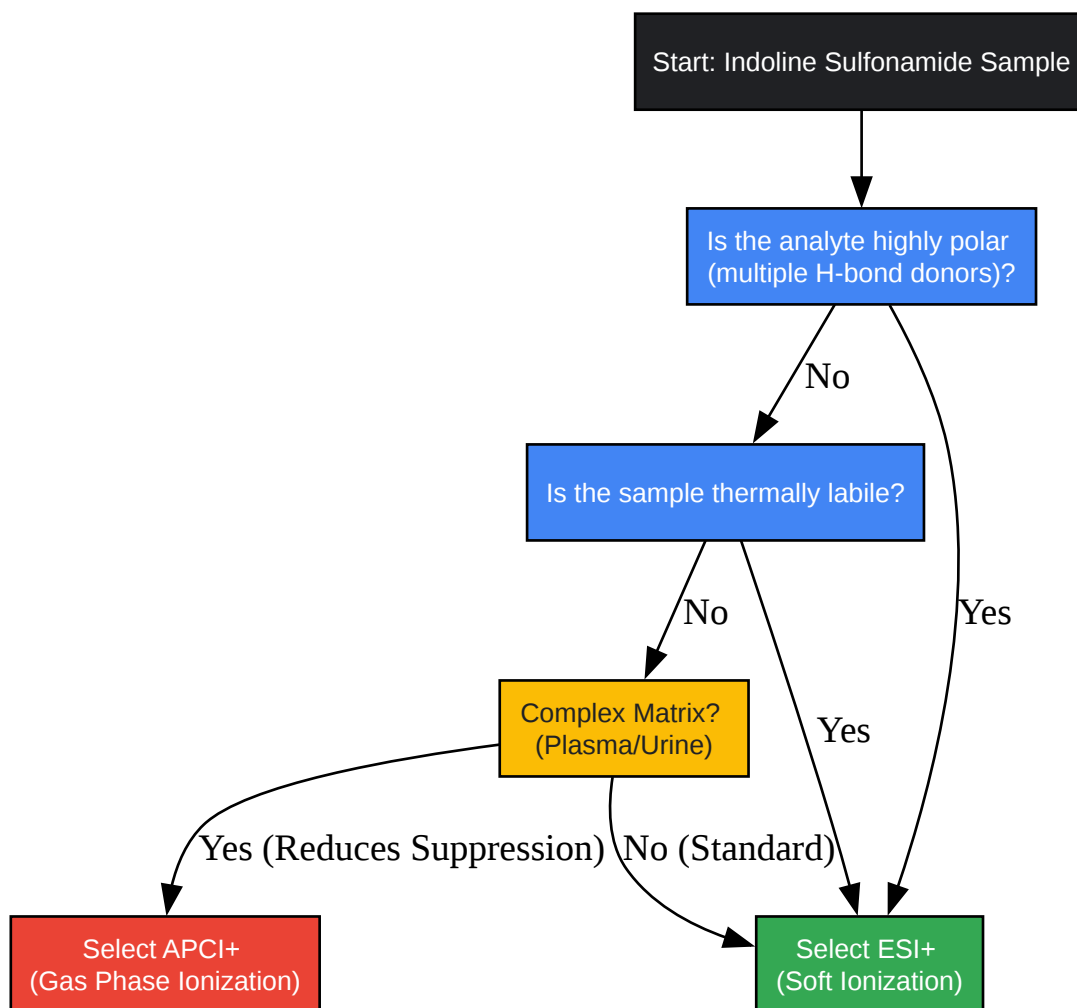 Start: Indoline Sulfonamide Sample
Is the analyte highly polar
(multiple H-bond donors)?
No
Is the sample thermally labile?
No
Yes
Complex Matrix?
(Plasma/Urine)
Yes
Yes (Reduces Suppression)
No (Standard)
Select APCI+
(Gas Phase Ionization)
Select ESI+
(Soft Ionization)